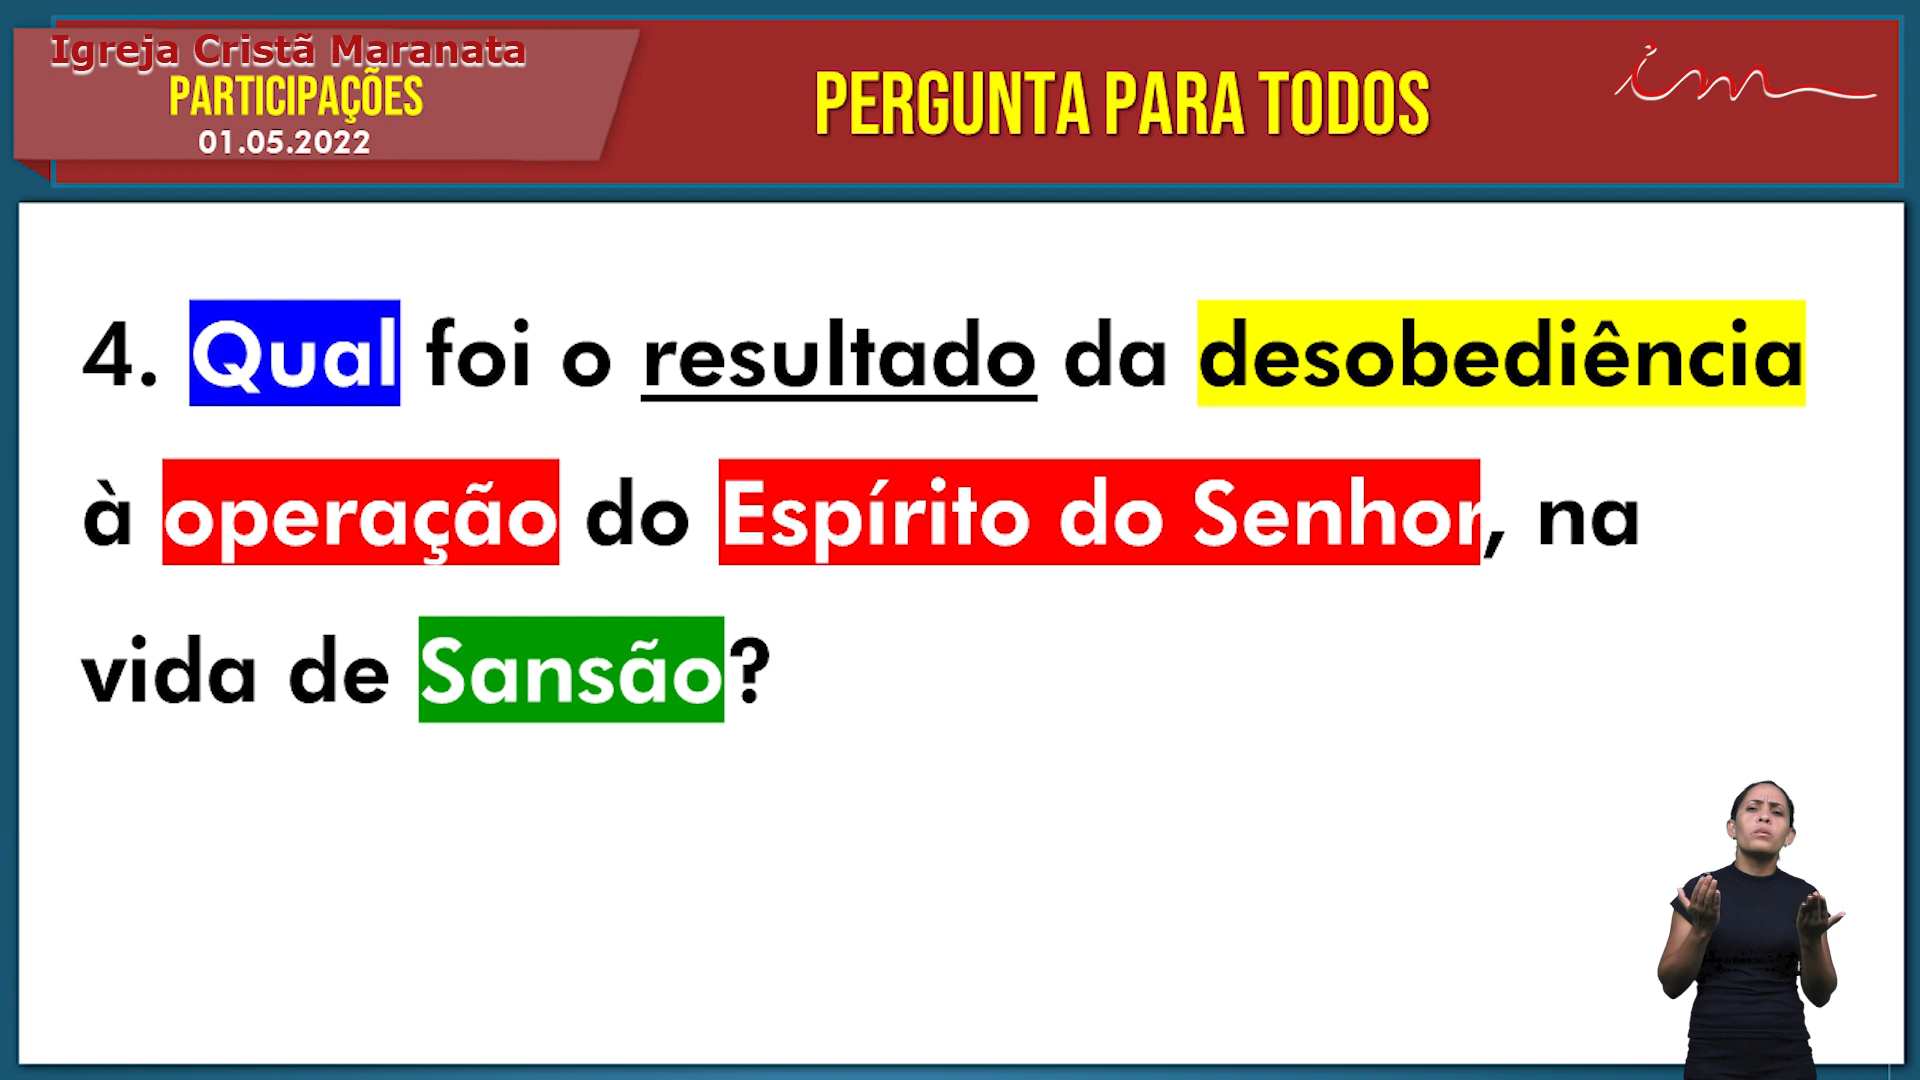 Igreja Cristã Maranata
PARTICIPAÇÕES
01.05.2022
PERGUNTA PARA TODOS
im
4. Qual foi o resultado da desobediência
à operação do Espírito do Senhor, na
vida de Sansão?